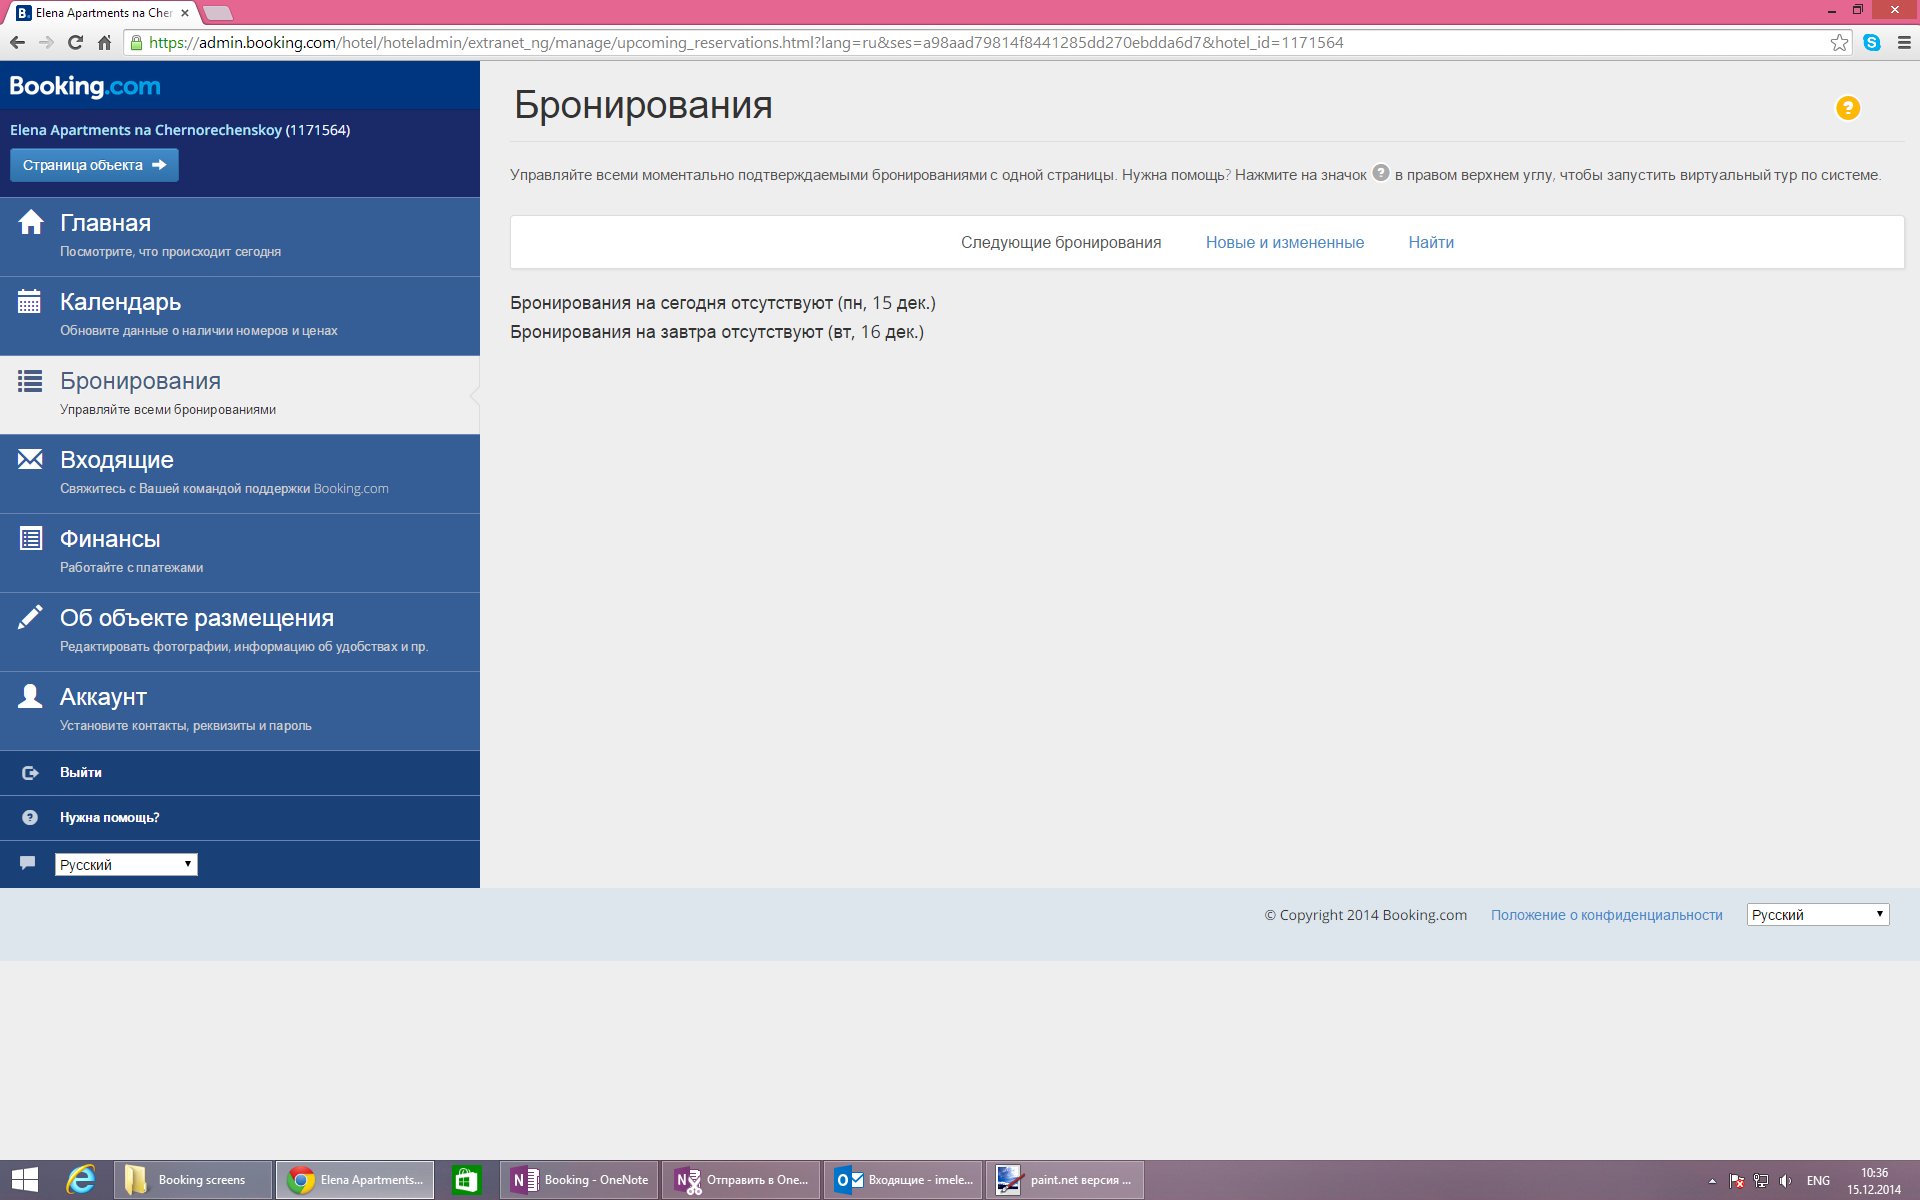 Elena Apartments na Cher
https://admin.booking.com/hotel/hoteladmin/extranet_ng/manage/upcoming_reservations.html?lang=ru&ses=a98aad79814f8441285dd270ebdda6d7&hotel_id=1171564
Booking.com
Elena Apartments na Chernorechenskoy (1171564)
Страница объекта
Главная
Посмотрите, что происходит сегодня
Календарь
Обновите данные о наличии номеров и ценах
Бронирования
Управляйте всеми бронированиями
Входящие
Свяжитесь с Вашей командой поддержки Booking.com
Финансы
Работайте с платежами
Об объекте размещения
Редактировать фотографии, информацию об удобствах и пр.
Аккаунт
Установите контакты, реквизиты и пароль
Выйти
Нужна помощь?
Русский
Бронирования
Управляйте всеми моментально подтверждаемыми бронированиями с одной страницы. Нужна помощь? Нажмите на значок ? в правом верхнем углу, чтобы запустить виртуальный тур по системе.
Следующие бронирования Новые и измененные Найти
Бронирования на сегодня отсутствуют (пн, 15 дек.)
Бронирования на завтра отсутствуют (вт, 16 дек.)
© Copyright 2014 Booking.com Положение о конфиденциальности Русский
Booking screens
Elena Apartments...
Booking - OneNote
Отправить в One...
Входящие - imele...
paint.net версия ...
ENG
10:36
15.12.2014